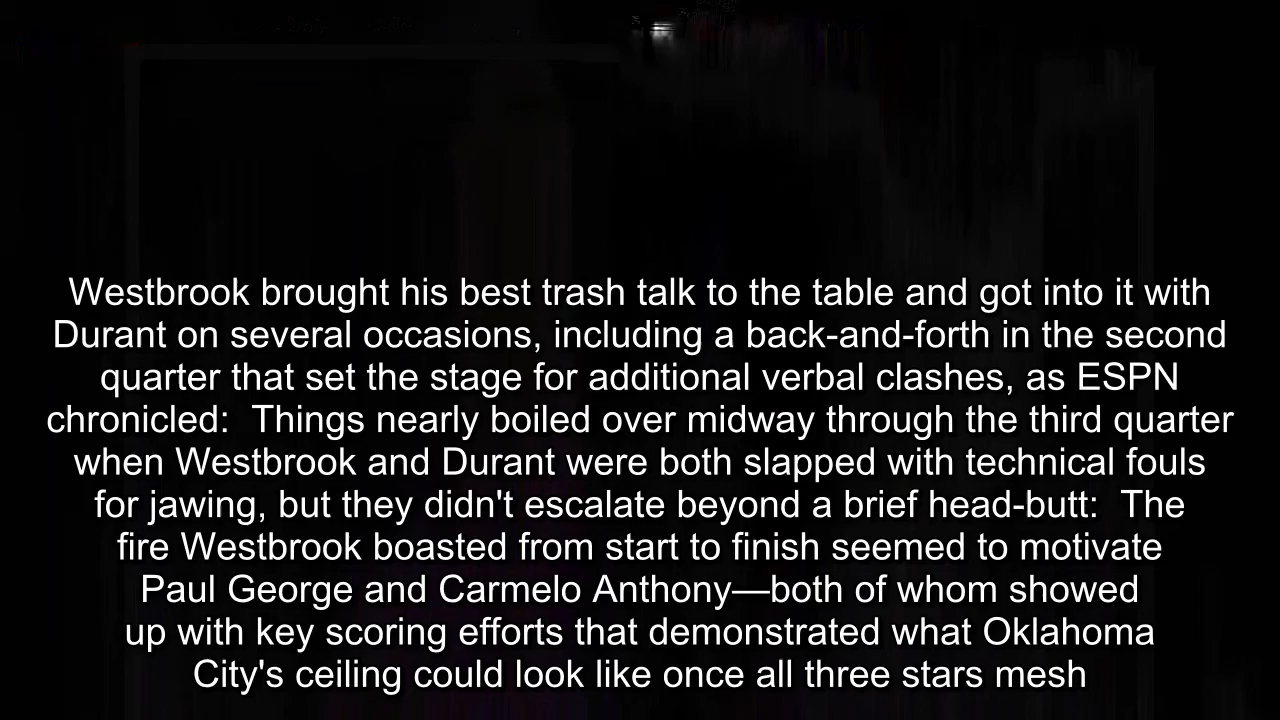 Westbrook brought his best trash talk to the table and got into it with
Durant on several occasions, including a back-and-forth in the second
quarter that set the stage for additional verbal clashes, as ESPN
chronicled:  Things nearly boiled over midway through the third quarter
when Westbrook and Durant were both slapped with technical fouls
for jawing, but they didn't escalate beyond a brief head-butt:  The
fire Westbrook boasted from start to finish seemed to motivate
Paul George and Carmelo Anthony—both of whom showed
up with key scoring efforts that demonstrated what Oklahoma
City's ceiling could look like once all three stars mesh